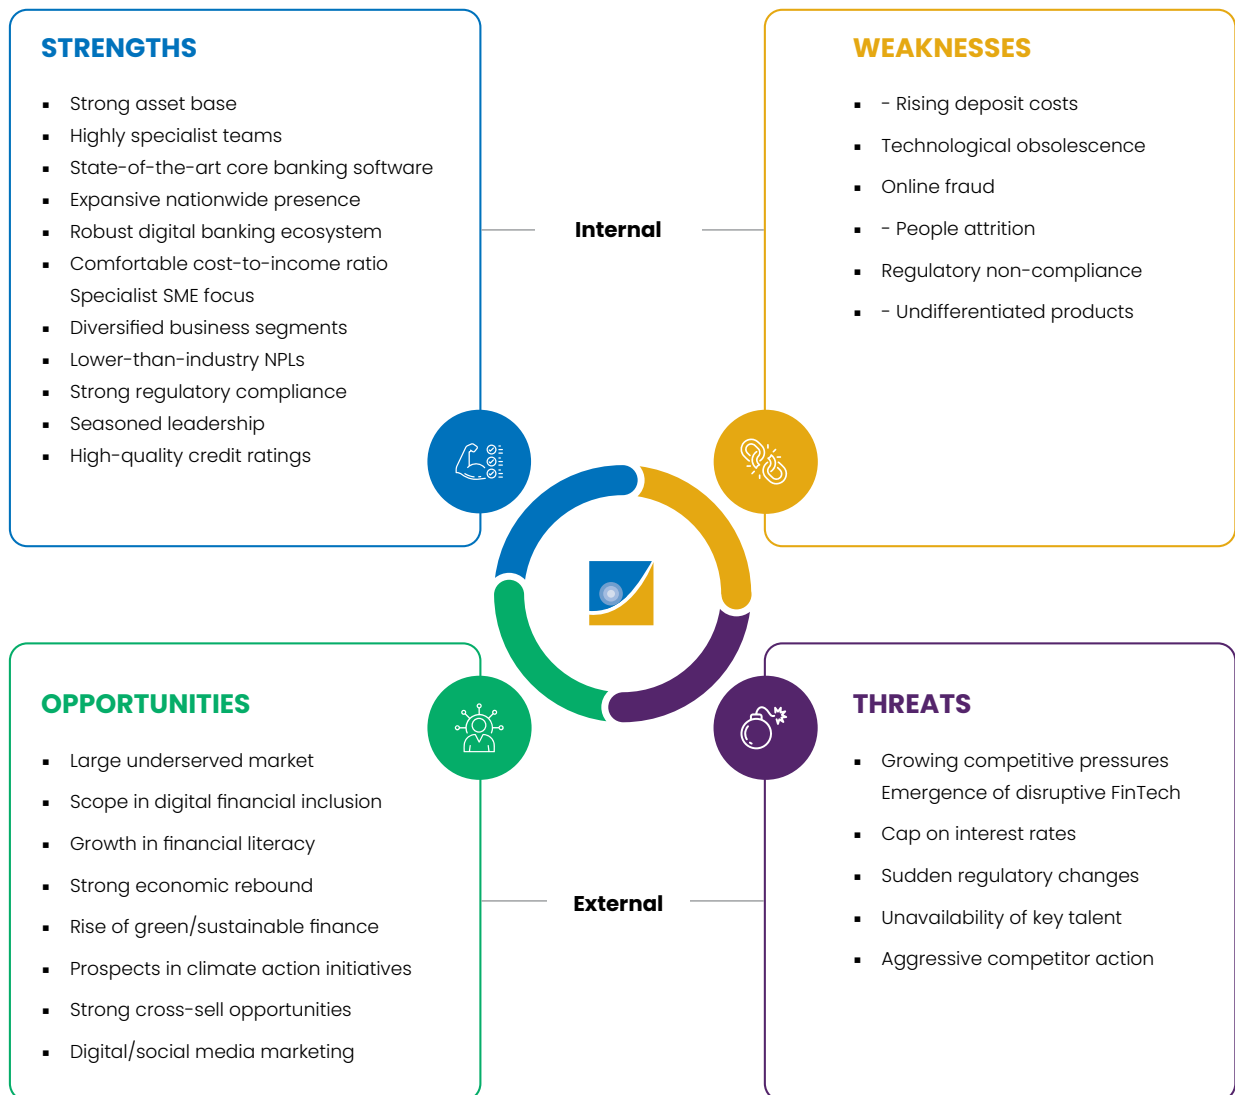 STRENGTHS
▪ Strong asset base
▪ Highly specialist teams
▪ State-of-the-art core banking software
▪ Expansive nationwide presence
▪ Robust digital banking ecosystem
▪ Comfortable cost-to-income ratio
Specialist SME focus
▪ Diversified business segments
▪ Lower-than-industry NPLs
▪ Strong regulatory compliance
▪ Seasoned leadership
▪ High-quality credit ratings
Internal
WEAKNESSES
▪ - Rising deposit costs
▪ Technological obsolescence
▪ Online fraud
▪ - People attrition
▪ Regulatory non-compliance
▪ - Undifferentiated products
OPPORTUNITIES
▪ Large underserved market
▪ Scope in digital financial inclusion
▪ Growth in financial literacy
▪ Strong economic rebound
▪ Rise of green/sustainable finance
▪ Prospects in climate action initiatives
▪ Strong cross-sell opportunities
▪ Digital/social media marketing
External
THREATS
▪ Growing competitive pressures
Emergence of disruptive FinTech
▪ Cap on interest rates
▪ Sudden regulatory changes
▪ Unavailability of key talent
▪ Aggressive competitor action